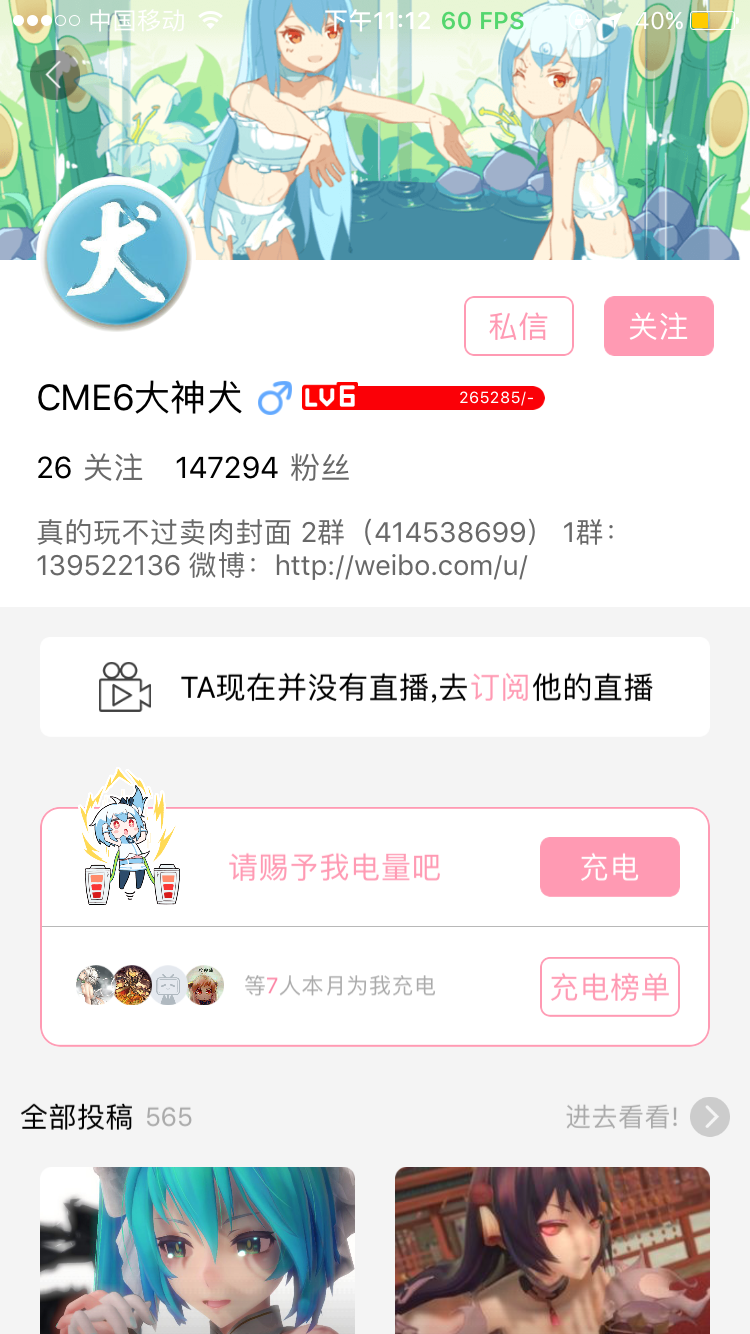 中国移动 下午11:12 60 FPS 40%
犬
私信 关注
CME6大神犬 LV6 265285/-
26 关注 147294 粉丝
真的玩不过卖肉封面 2群（414538699） 1群：
139522136 微博：http://weibo.com/u/
TA现在并没有直播,去订阅他的直播
请赐予我电量吧 充电
等7人本月为我充电 充电榜单
全部投稿 565 进去看看!